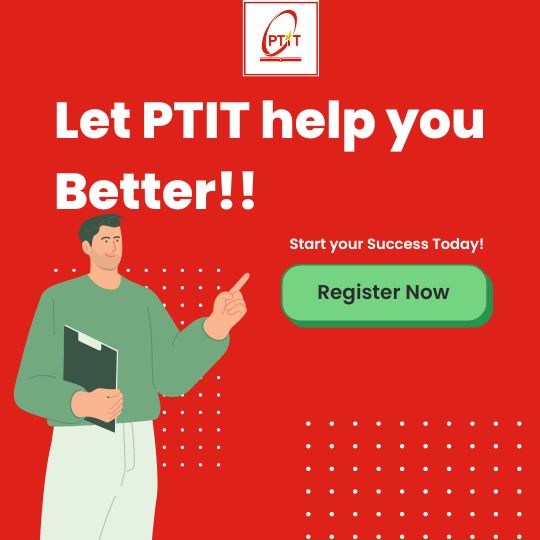 PTIT
Let PTIT help you
Better!!
Start your Success Today!
Register Now